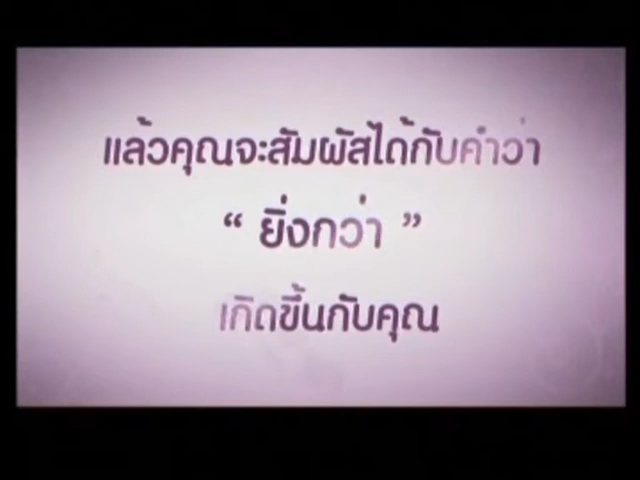 แล้วคุณจะสัมผัสได้กับคำว่า
“ ยิ่งกว่า ”
เกิดขึ้นกับคุณ